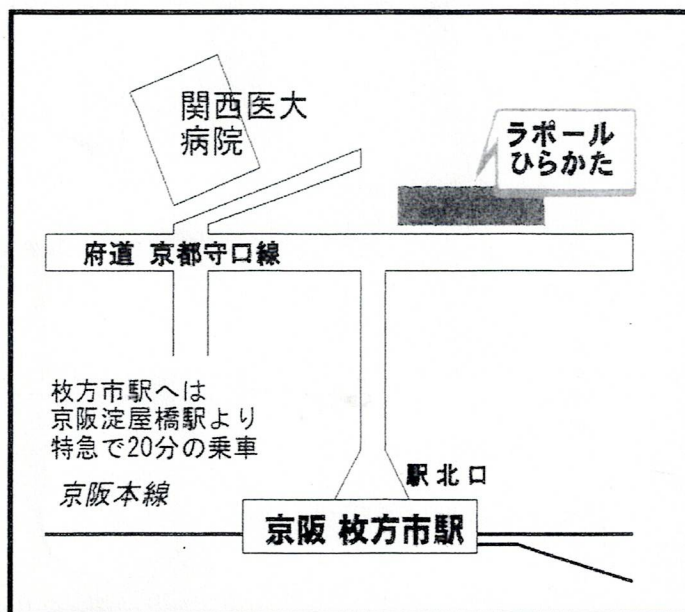 関西医大
病院
ラポール
ひらかた
府道 京都守口線
枚方市駅へは
京阪淀屋橋駅より
特急で20分の乗車
京阪本線
駅北口
京阪 枚方市駅